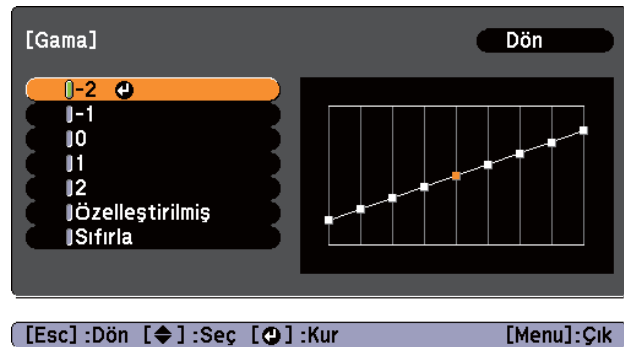 [Gama] Dön
-2
-1
0
1
2
Özelleştirilmiş
Sıfırla
[Esc] :Dön [◆] :Seç [↵] :Kur [Menu]:Çık